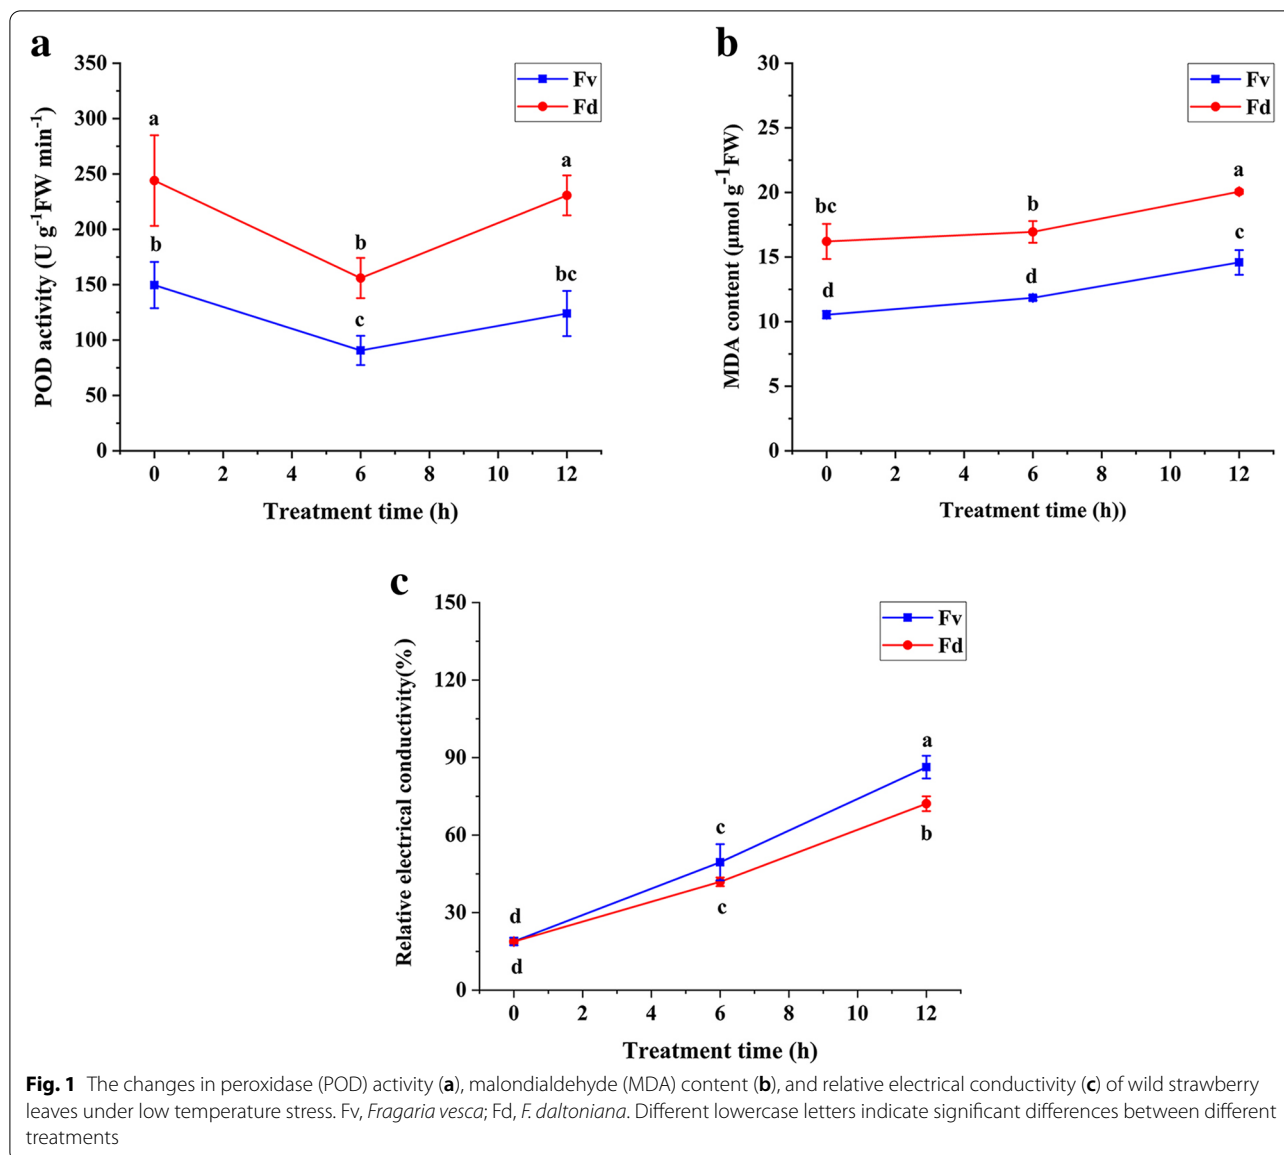 a
350
300
250
200
150
100
50
0
POD activity (U g⁻¹FW min⁻¹)
Fv
Fd
a
b
b
c
a
bc
0 2 4 6 8 10 12
Treatment time (h)
b
30
25
20
15
10
5
0
MDA content (μmol g⁻¹FW)
Fv
Fd
bc
d
b
d
a
c
0 2 4 6 8 10 12
Treatment time (h))
c
150
120
90
60
30
0
Relative electrical conductivity(%)
Fv
Fd
d
d
c
c
a
b
0 2 4 6 8 10 12
Treatment time (h)
Fig. 1 The changes in peroxidase (POD) activity (a), malondialdehyde (MDA) content (b), and relative electrical conductivity (c) of wild strawberry
leaves under low temperature stress. Fv, Fragaria vesca; Fd, F. daltoniana. Different lowercase letters indicate significant differences between different
treatments